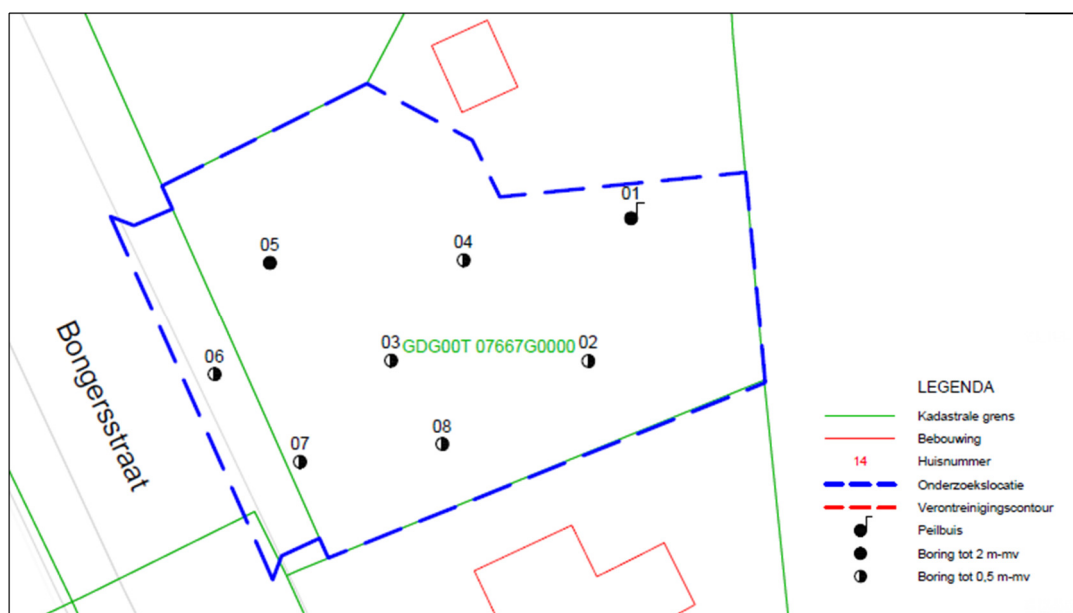 01
05
04
03
GDG00T 07667G0000
02
06
07
08
Bongersstraat
LEGENDA
Kadastrale grens
Bebouwing
14 Huisnummer
Onderzoekslocatie
Verontreinigingscontour
Peilbuis
Boring tot 2 m-mv
Boring tot 0,5 m-mv